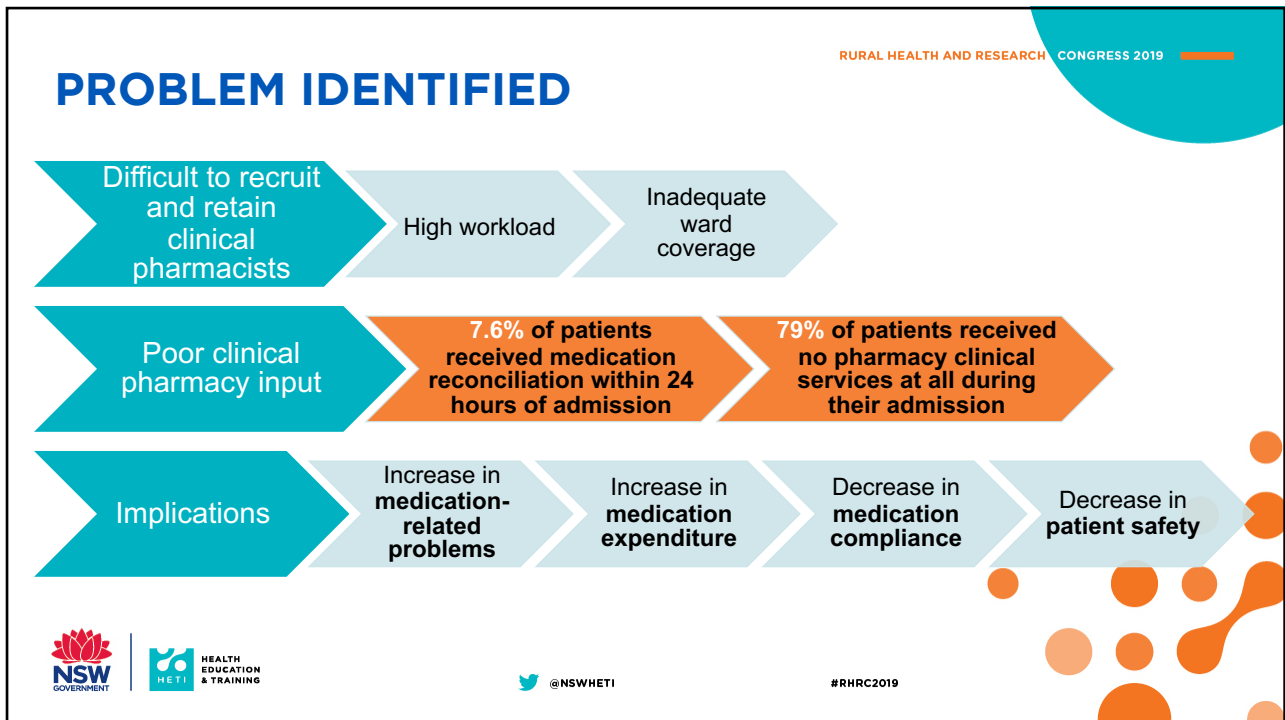 RURAL HEALTH AND RESEARCH CONGRESS 2019
PROBLEM IDENTIFIED
Difficult to recruit
and retain
clinical
pharmacists
High workload
Inadequate
ward
coverage
Poor clinical
pharmacy input
7.6% of patients
received medication
reconciliation within 24
hours of admission
79% of patients received
no pharmacy clinical
services at all during
their admission
Implications
Increase in
medication-
related
problems
Increase in
medication
expenditure
Decrease in
medication
compliance
Decrease in
patient safety
NSW
GOVERNMENT
HETI
HEALTH
EDUCATION
& TRAINING
@NSWHETI
#RHRC2019